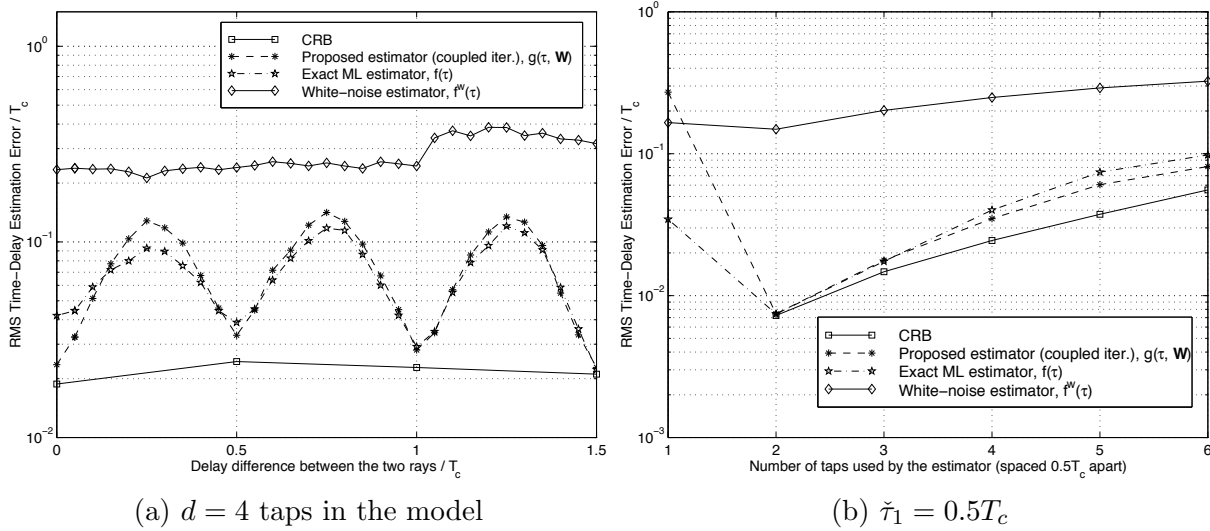 10^0
10^-1
10^-2
RMS Time-Delay Estimation Error / T_c
CRB
Proposed estimator (coupled iter.), g(τ, W)
Exact ML estimator, f(τ)
White-noise estimator, f^w(τ)
0 0.5 1 1.5
Delay difference between the two rays / T_c
(a) d = 4 taps in the model
10^0
10^-1
10^-2
10^-3
RMS Time-Delay Estimation Error / T_c
CRB
Proposed estimator (coupled iter.), g(τ, W)
Exact ML estimator, f(τ)
White-noise estimator, f^w(τ)
1 2 3 4 5 6
Number of taps used by the estimator (spaced 0.5T_c apart)
(b) τ̌_1 = 0.5T_c